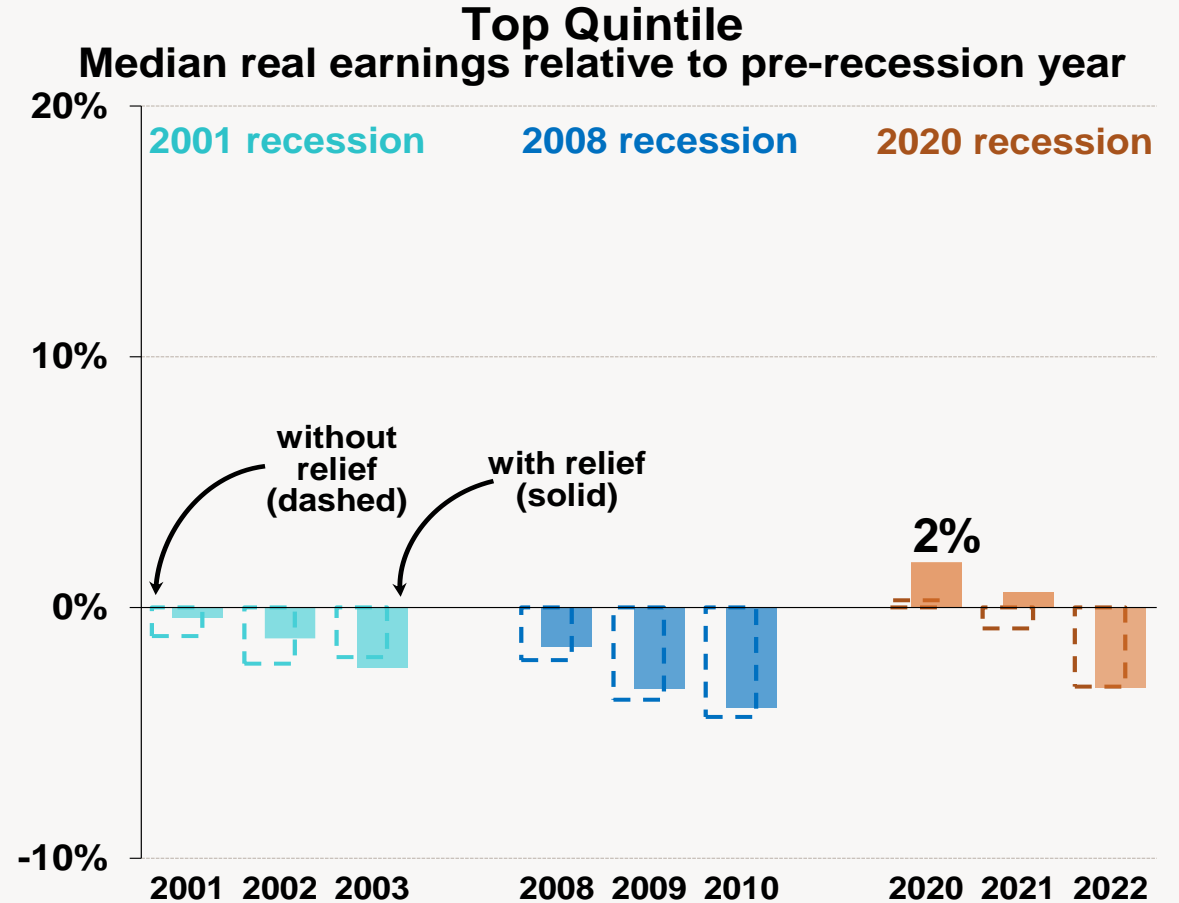 Top Quintile
Median real earnings relative to pre-recession year
20%
2001 recession
2008 recession
2020 recession
10%
without
relief
(dashed)
with relief
(solid)
2%
0%
-10%
2001 2002 2003 2008 2009 2010 2020 2021 2022